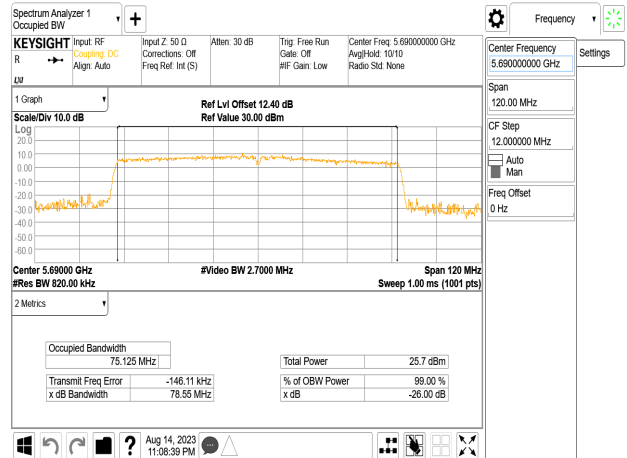 Spectrum Analyzer 1
Occupied BW
Frequency
KEYSIGHT
R
Input: RF
Coupling: DC
Align: Auto
Input Z: 50 Ω
Corrections: Off
Freq Ref: Int (S)
Atten: 30 dB
Trig: Free Run
Gate: Off
#IF Gain: Low
Center Freq: 5.690000000 GHz
Avg|Hold: 10/10
Radio Std: None
Center Frequency
5.690000000 GHz
Settings
Span
120.00 MHz
CF Step
12.000000 MHz
Auto
Man
Freq Offset
0 Hz
1 Graph
Scale/Div 10.0 dB
Ref Lvl Offset 12.40 dB
Ref Value 30.00 dBm
Log
20.0
10.0
0.00
-10.0
-20.0
-30.0
-40.0
-50.0
-60.0
Center 5.69000 GHz
#Video BW 2.7000 MHz
Span 120 MHz
#Res BW 820.00 kHz
Sweep 1.00 ms (1001 pts)
2 Metrics
Occupied Bandwidth
75.125 MHz
Total Power
25.7 dBm
Transmit Freq Error
-146.11 kHz
% of OBW Power
99.00 %
x dB Bandwidth
78.55 MHz
x dB
-26.00 dB
?
Aug 14, 2023
11:08:39 PM